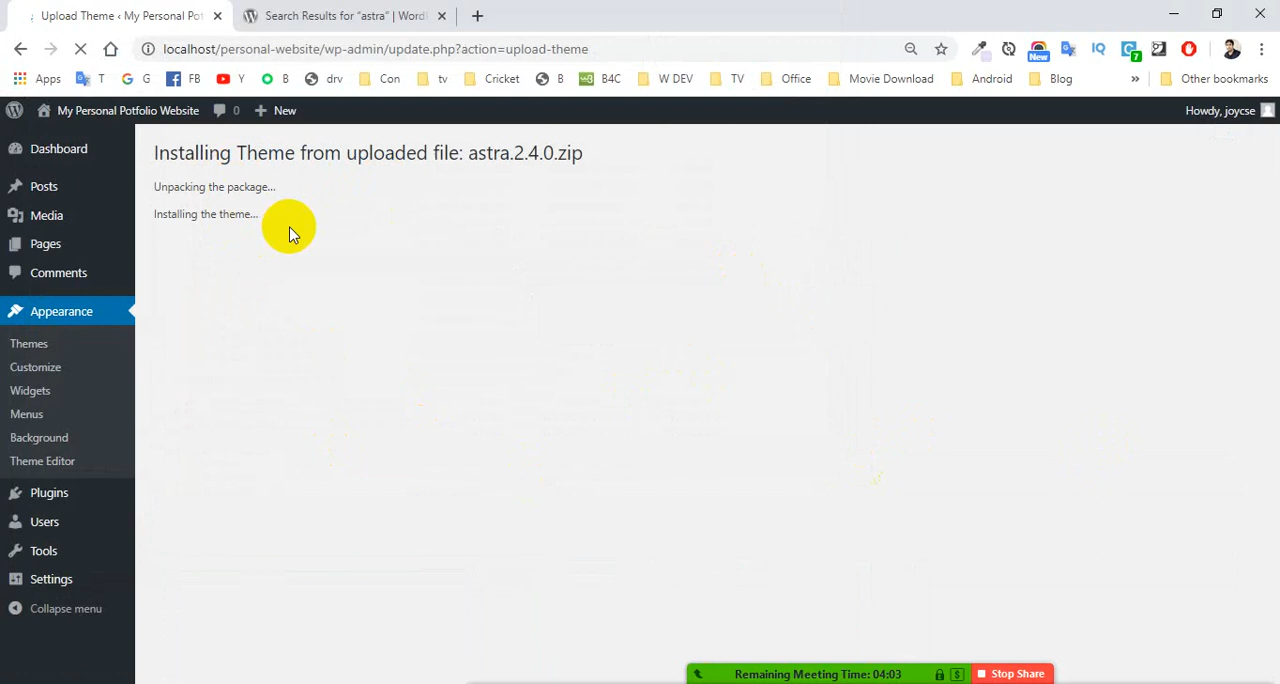 Upload Theme ‹ My Personal Pot
Search Results for "astra" | Word
localhost/personal-website/wp-admin/update.php?action=upload-theme
New
7
Apps T G FB Y B drv Con tv Cricket B B4C W DEV TV Office Movie Download Android Blog » Other bookmarks
My Personal Potfolio Website 0 New Howdy, joycse
Dashboard
Posts
Media
Pages
Comments
Appearance
Themes
Customize
Widgets
Menus
Background
Theme Editor
Plugins
Users
Tools
Settings
Collapse menu
Installing Theme from uploaded file: astra.2.4.0.zip
Unpacking the package...
Installing the theme...
Remaining Meeting Time: 04:03
Stop Share